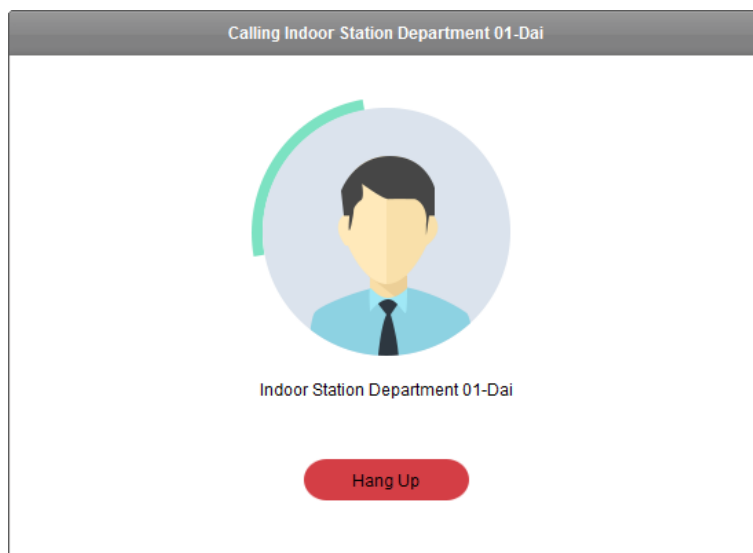 Calling Indoor Station Department 01-Dai
Indoor Station Department 01-Dai
Hang Up